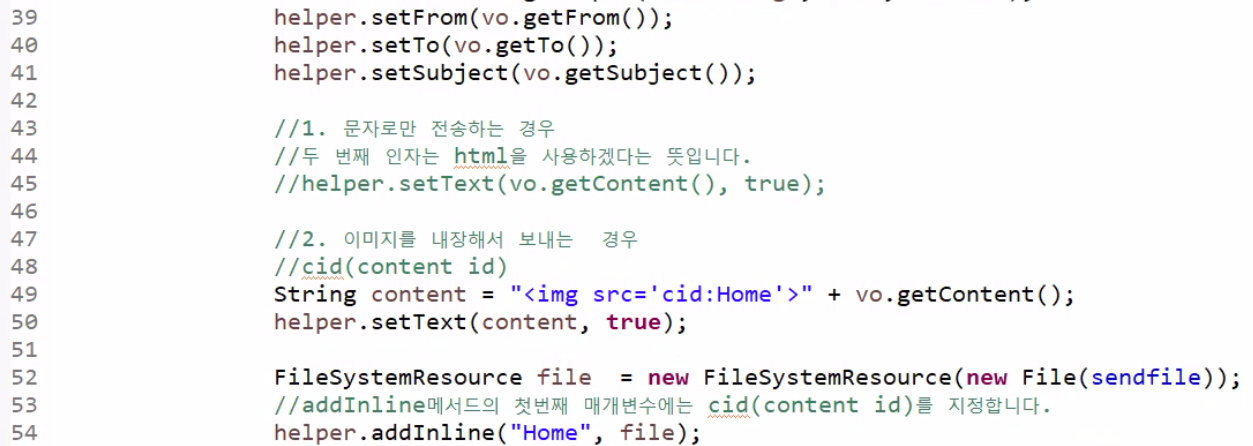 39 helper.setFrom(vo.getFrom());
40 helper.setTo(vo.getTo());
41 helper.setSubject(vo.getSubject());
42
43 //1. 문자로만 전송하는 경우
44 //두 번째 인자는 html을 사용하겠다는 뜻입니다.
45 //helper.setText(vo.getContent(), true);
46
47 //2. 이미지를 내장해서 보내는  경우
48 //cid(content id)
49 String content = "<img src='cid:Home'>" + vo.getContent();
50 helper.setText(content, true);
51
52 FileSystemResource file  = new FileSystemResource(new File(sendfile));
53 //addInline메서드의 첫번째 매개변수에는 cid(content id)를 지정합니다.
54 helper.addInline("Home", file);